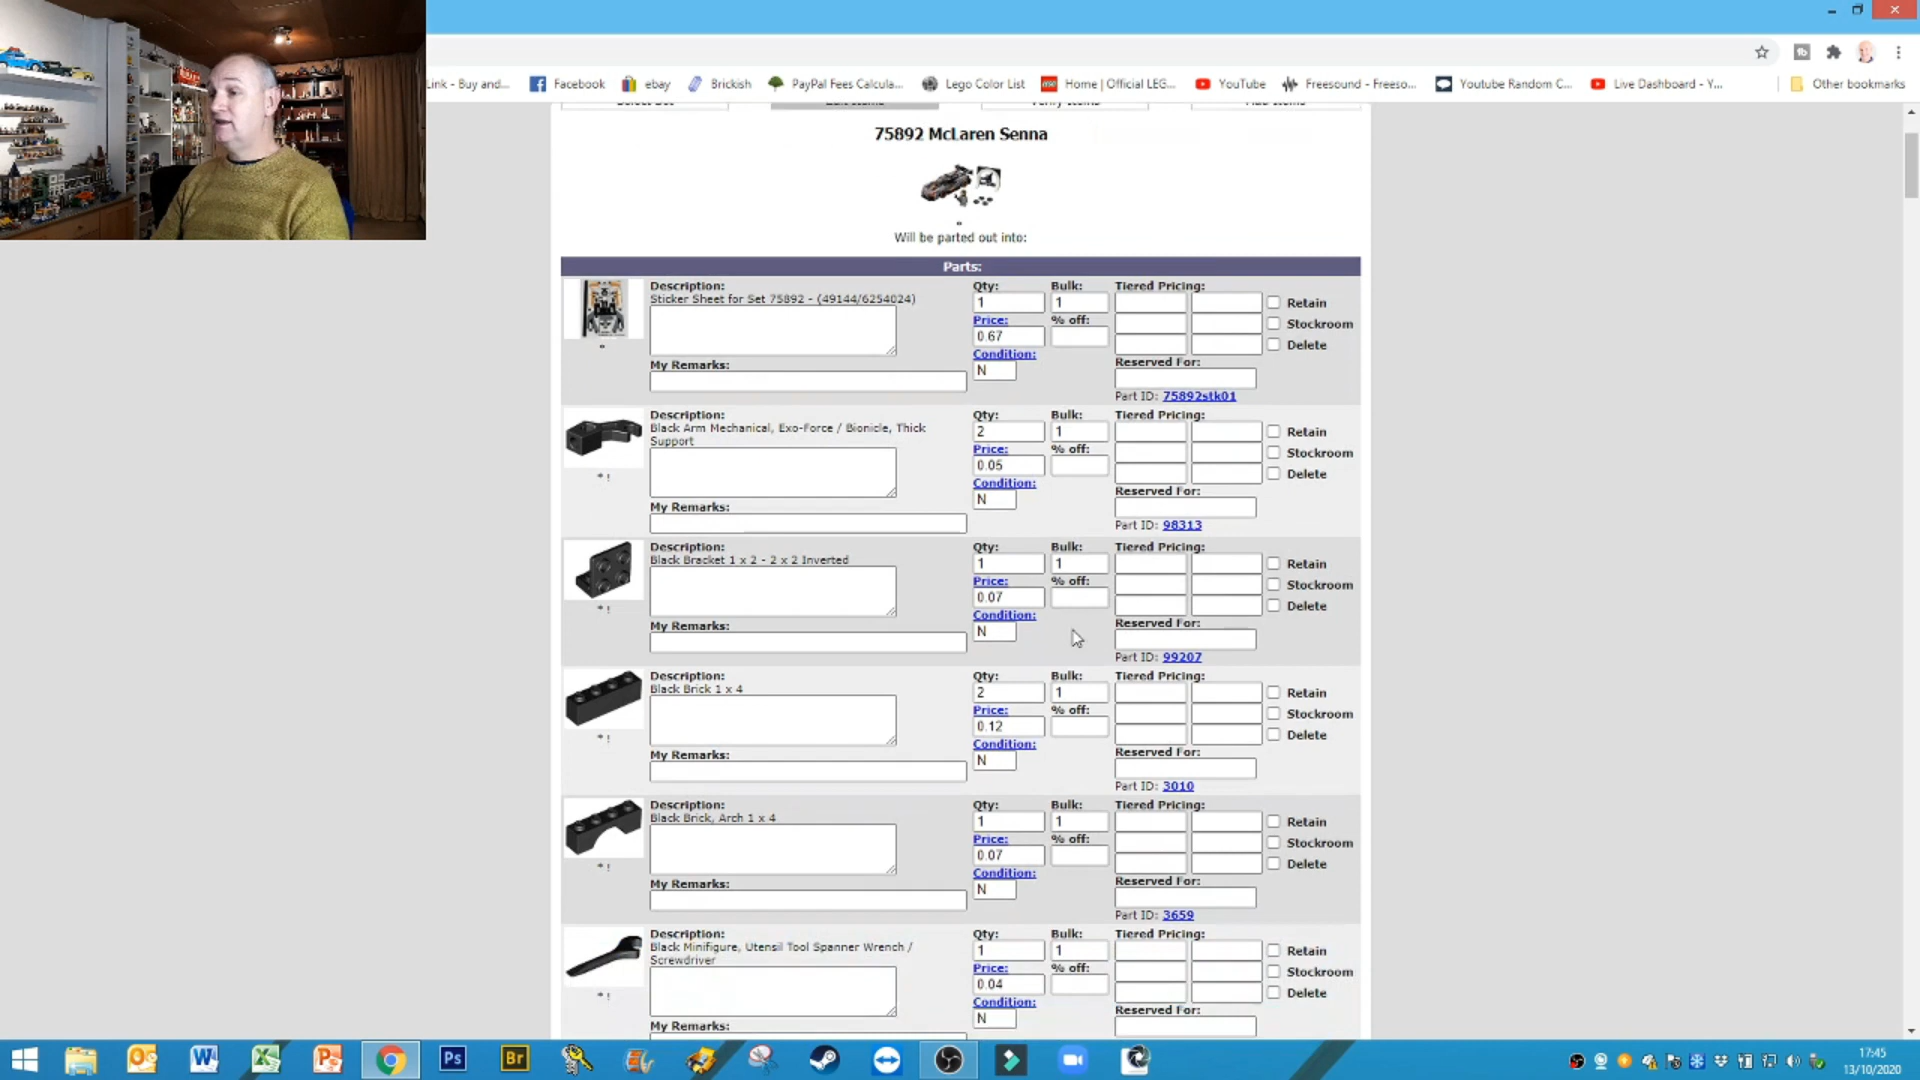 Link - Buy and...
Facebook
ebay
Brickish
PayPal Fees Calcula...
Lego Color List
Home | Official LEG...
YouTube
Freesound - Freeso...
Youtube Random C...
Live Dashboard - Y...
Other bookmarks
75892 McLaren Senna
Will be parted out into:
Parts:
Description:
Sticker Sheet for Set 75892 - (49144/6254024)
My Remarks:
Qty: Bulk: Tiered Pricing:
1 1
Retain
Price: % off:
Stockroom
0.67
Delete
Condition:
N
Reserved For:
Part ID: 75892stk01
Description:
Black Arm Mechanical, Exo-Force / Bionicle, Thick
Support
My Remarks:
Qty: Bulk: Tiered Pricing:
2 1
Retain
Price: % off:
Stockroom
0.05
Delete
Condition:
N
Reserved For:
Part ID: 98313
Description:
Black Bracket 1 x 2 - 2 x 2 Inverted
My Remarks:
Qty: Bulk: Tiered Pricing:
1 1
Retain
Price: % off:
Stockroom
0.07
Delete
Condition:
N
Reserved For:
Part ID: 99207
Description:
Black Brick 1 x 4
My Remarks:
Qty: Bulk: Tiered Pricing:
2 1
Retain
Price: % off:
Stockroom
0.12
Delete
Condition:
N
Reserved For:
Part ID: 3010
Description:
Black Brick, Arch 1 x 4
My Remarks:
Qty: Bulk: Tiered Pricing:
1 1
Retain
Price: % off:
Stockroom
0.07
Delete
Condition:
N
Reserved For:
Part ID: 3659
Description:
Black Minifigure, Utensil Tool Spanner Wrench /
Screwdriver
My Remarks:
Qty: Bulk: Tiered Pricing:
1 1
Retain
Price: % off:
Stockroom
0.04
Delete
Condition:
N
Reserved For:
Ps
Br
17:45
13/10/2020